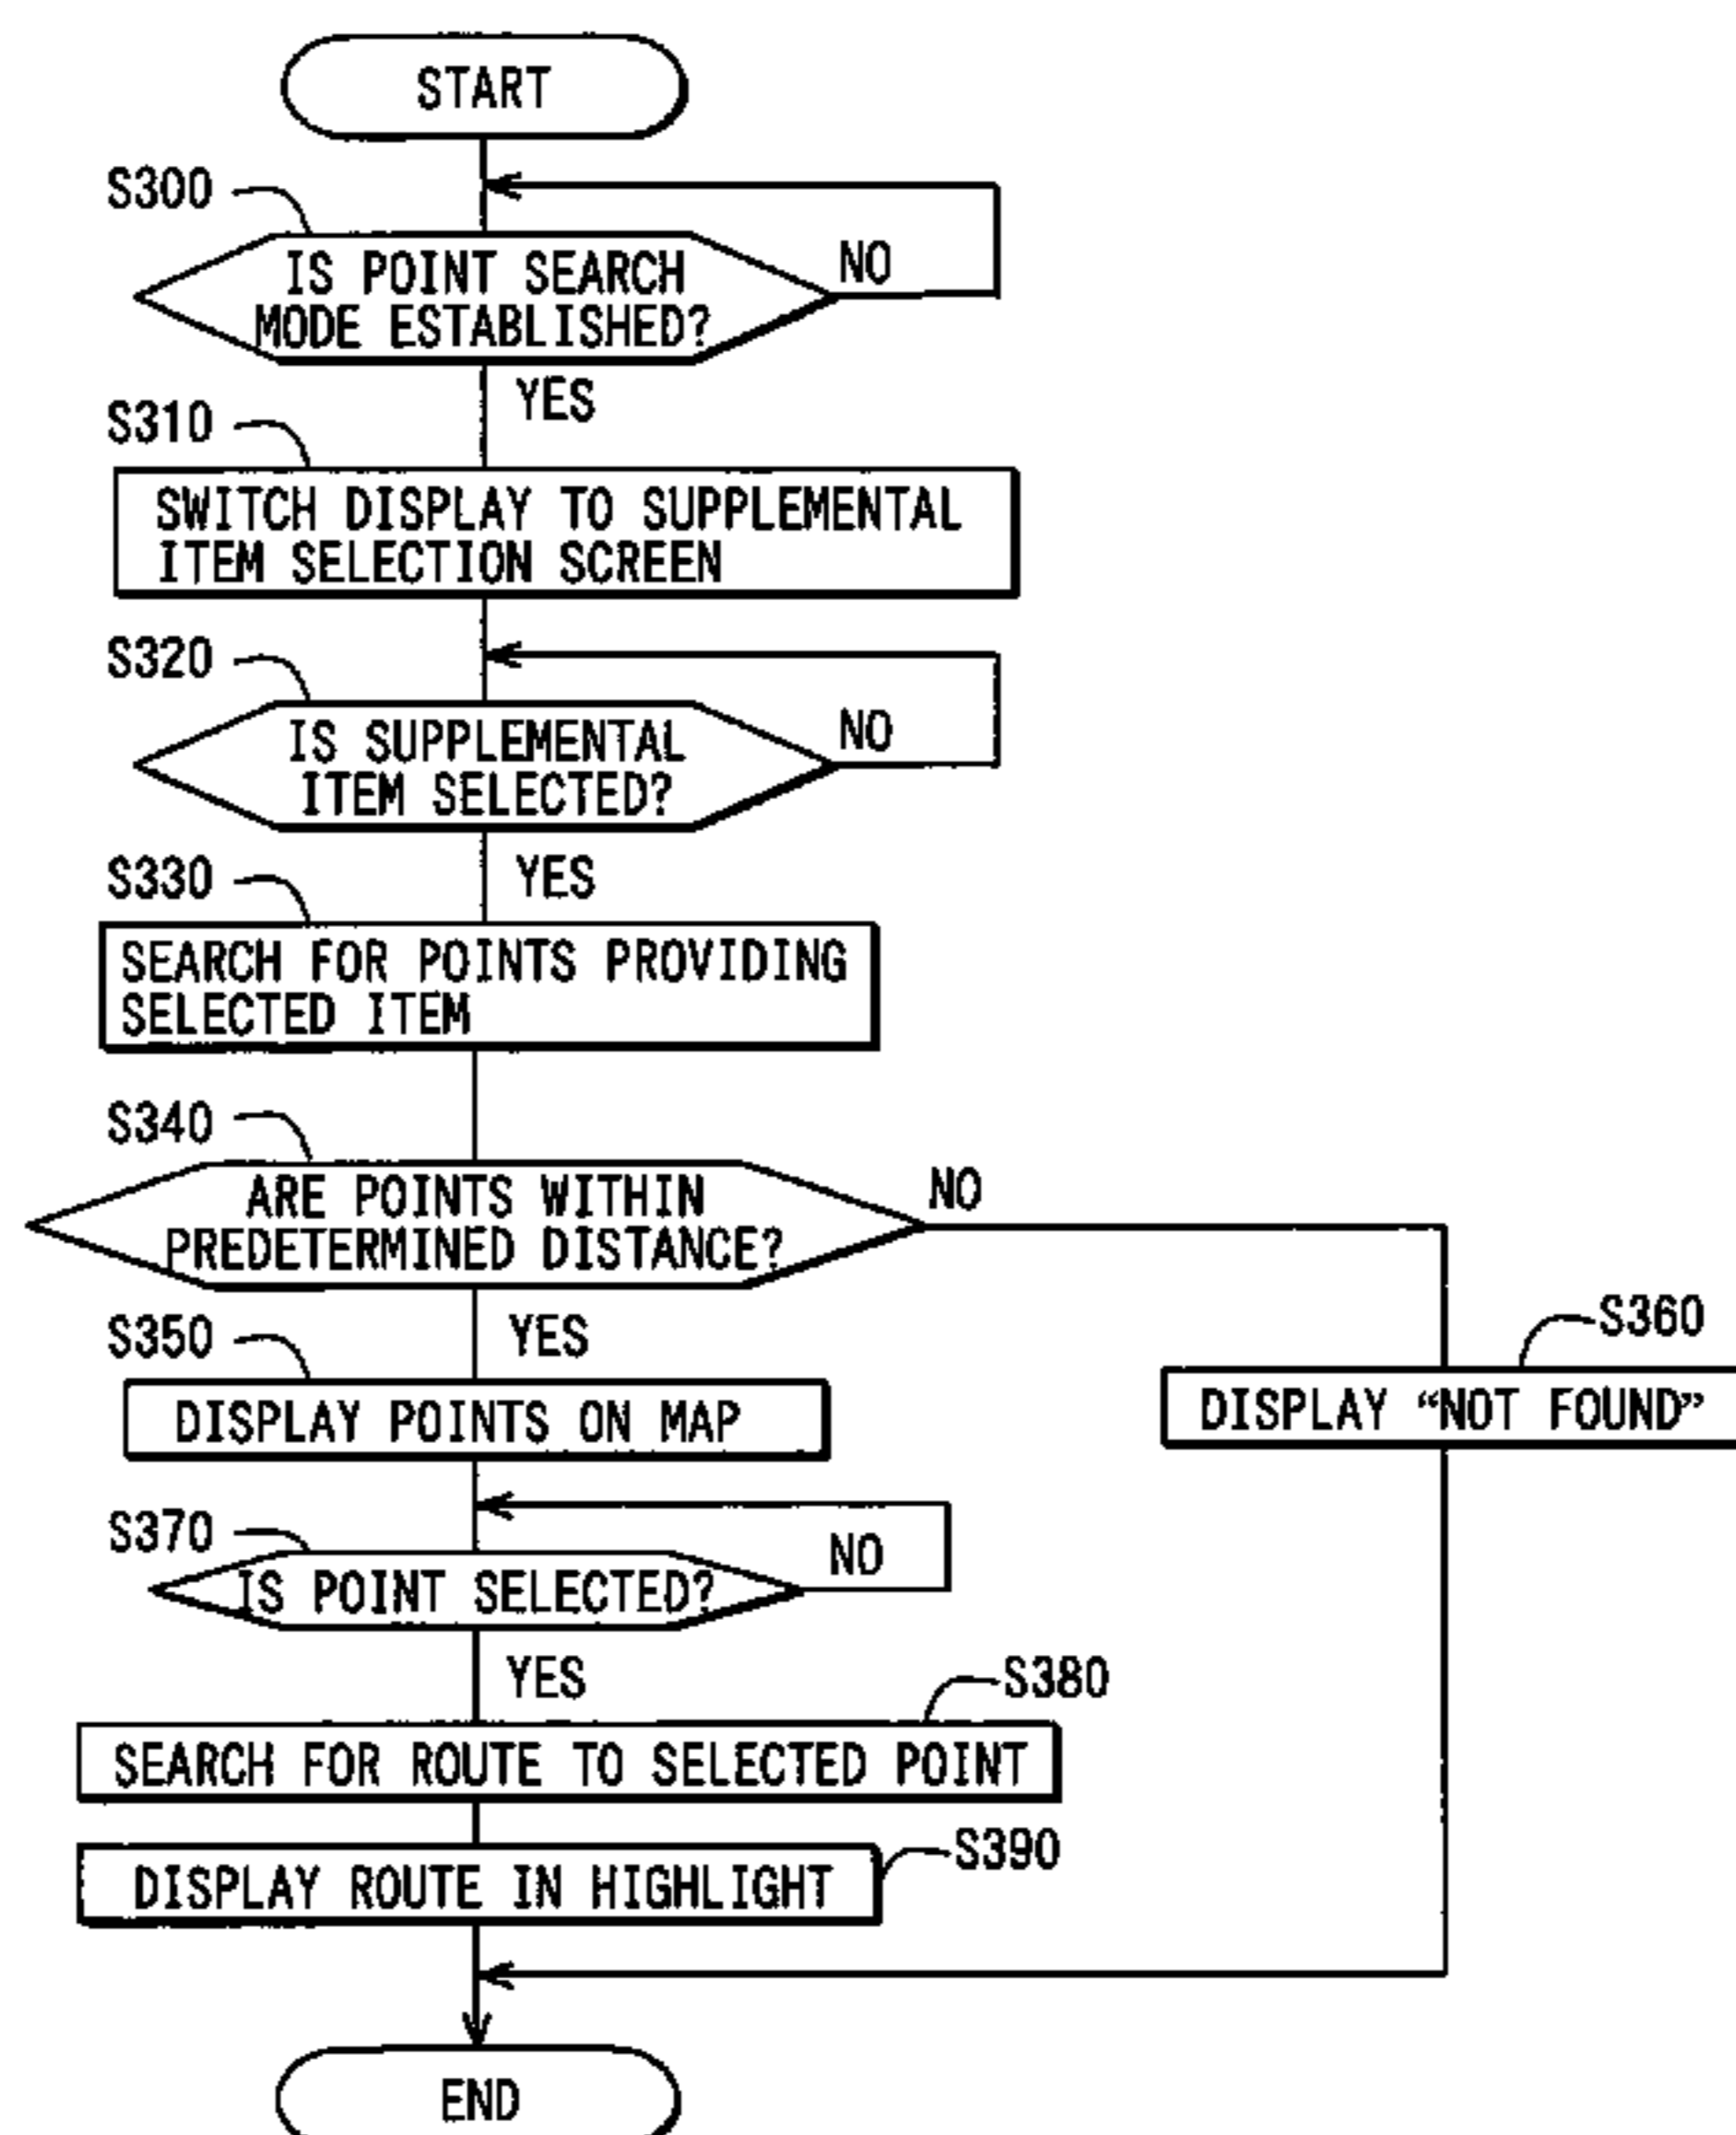 START
S300
IS POINT SEARCH
MODE ESTABLISHED?
NO
YES
S310
SWITCH DISPLAY TO SUPPLEMENTAL
ITEM SELECTION SCREEN
S320
IS SUPPLEMENTAL
ITEM SELECTED?
NO
YES
S330
SEARCH FOR POINTS PROVIDING
SELECTED ITEM
S340
ARE POINTS WITHIN
PREDETERMINED DISTANCE?
NO
YES
S350
DISPLAY POINTS ON MAP
S360
DISPLAY “NOT FOUND”
S370
IS POINT SELECTED?
NO
YES
S380
SEARCH FOR ROUTE TO SELECTED POINT
S390
DISPLAY ROUTE IN HIGHLIGHT
END